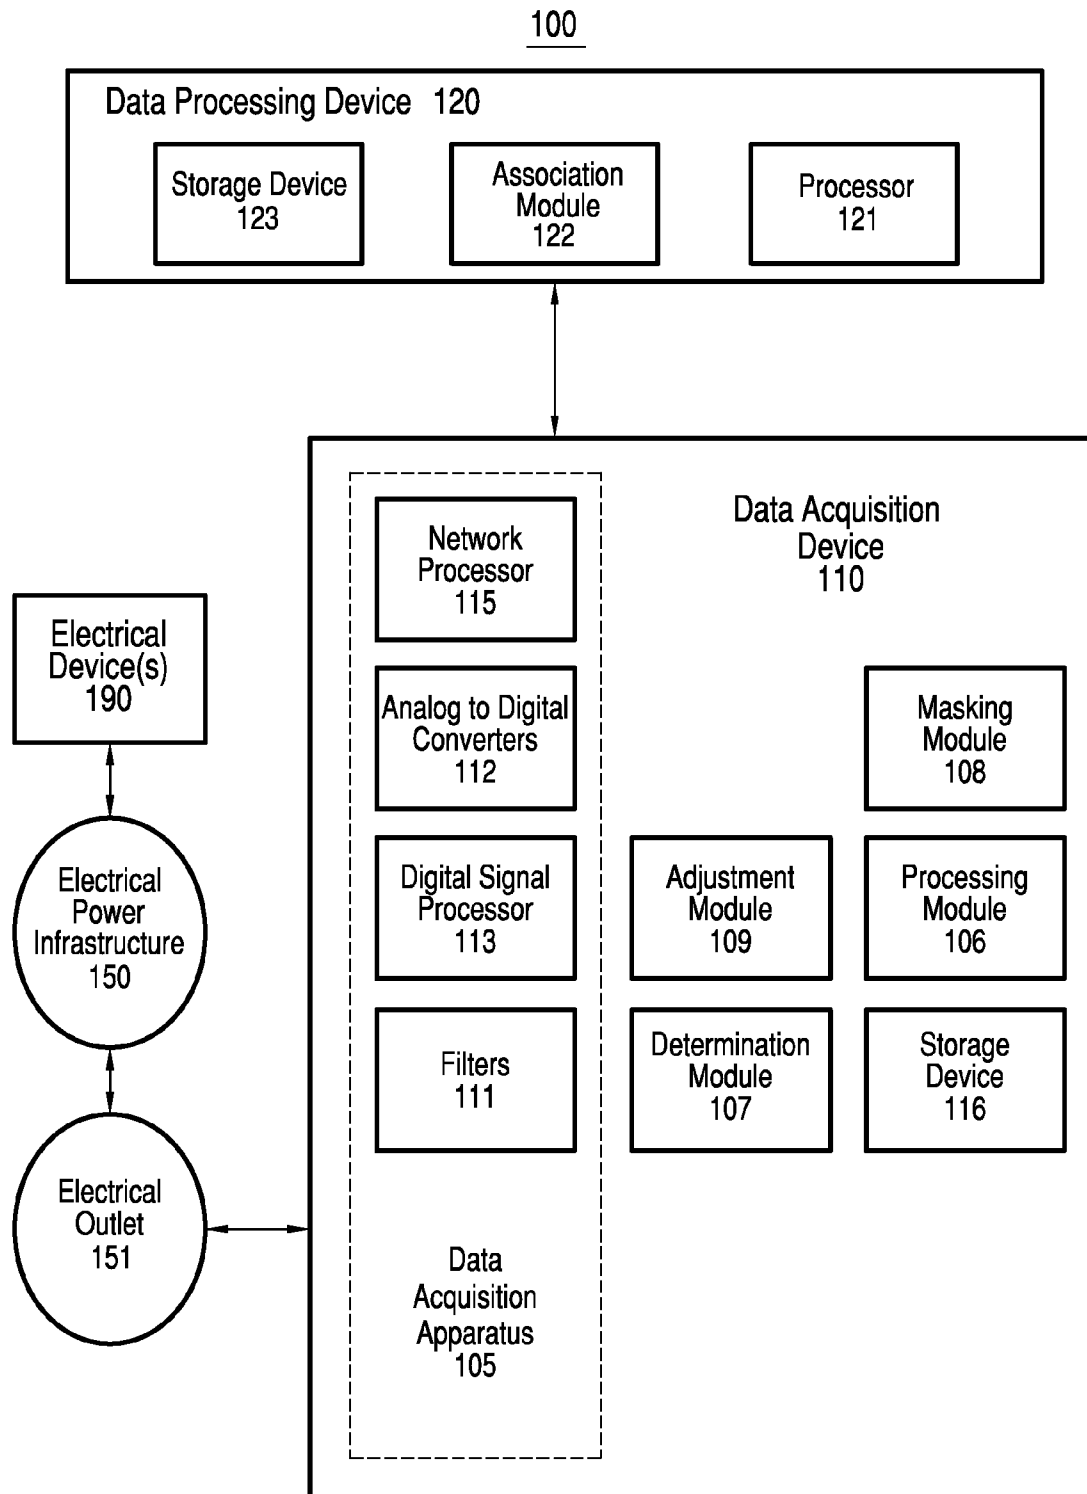 100
Data Processing Device 120
Storage Device
123
Association
Module
122
Processor
121
Network
Processor
115
Data Acquisition
Device
110
Electrical
Device(s)
190
Analog to Digital
Converters
112
Masking
Module
108
Electrical
Power
Infrastructure
150
Digital Signal
Processor
113
Adjustment
Module
109
Processing
Module
106
Filters
111
Determination
Module
107
Storage
Device
116
Electrical
Outlet
151
Data
Acquisition
Apparatus
105